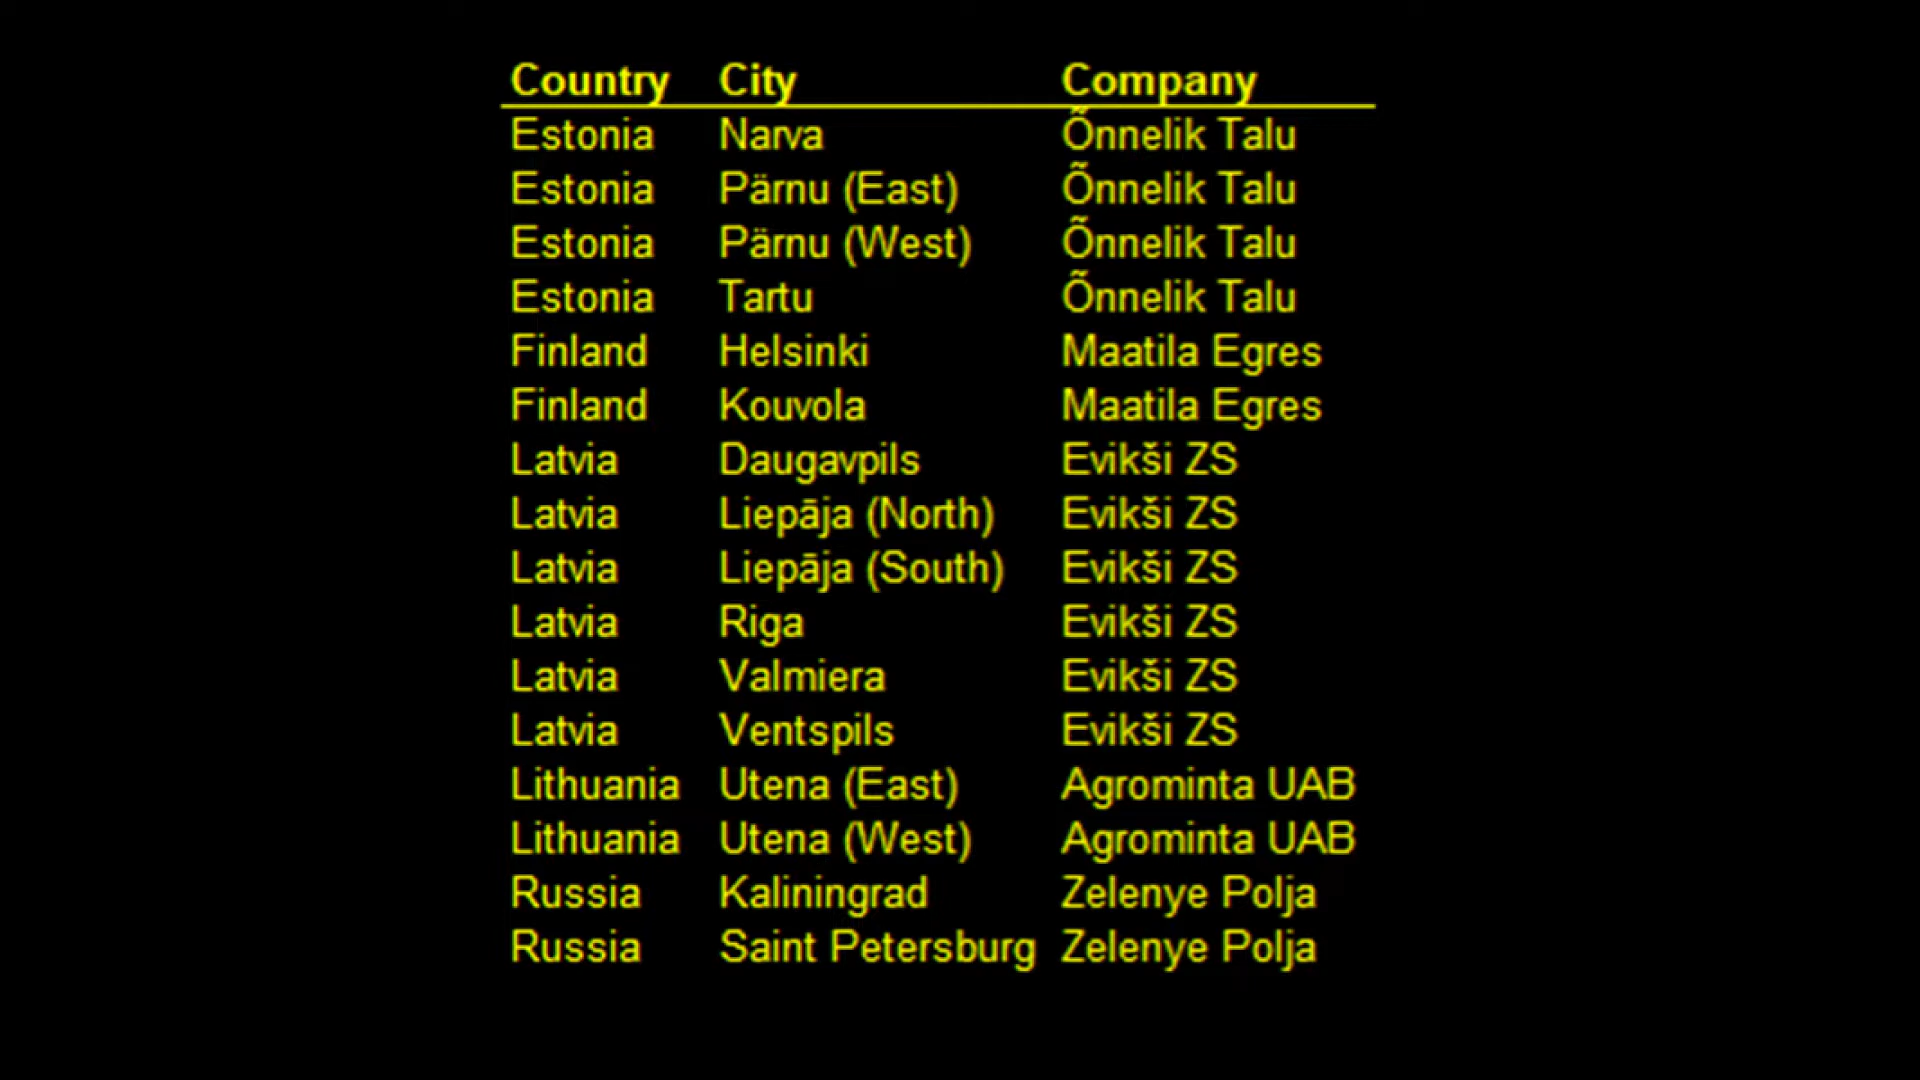 Country City Company
Estonia Narva Õnnelik Talu
Estonia Pärnu (East) Õnnelik Talu
Estonia Pärnu (West) Õnnelik Talu
Estonia Tartu Õnnelik Talu
Finland Helsinki Maatila Egres
Finland Kouvola Maatila Egres
Latvia Daugavpils Evikši ZS
Latvia Liepāja (North) Evikši ZS
Latvia Liepāja (South) Evikši ZS
Latvia Riga Evikši ZS
Latvia Valmiera Evikši ZS
Latvia Ventspils Evikši ZS
Lithuania Utena (East) Agrominta UAB
Lithuania Utena (West) Agrominta UAB
Russia Kaliningrad Zelenye Polja
Russia Saint Petersburg Zelenye Polja